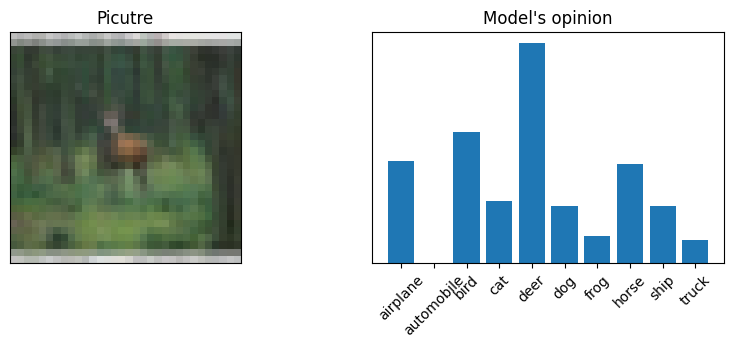 Picutre
Model's opinion
airplane
automobile
bird
cat
deer
dog
frog
horse
ship
truck